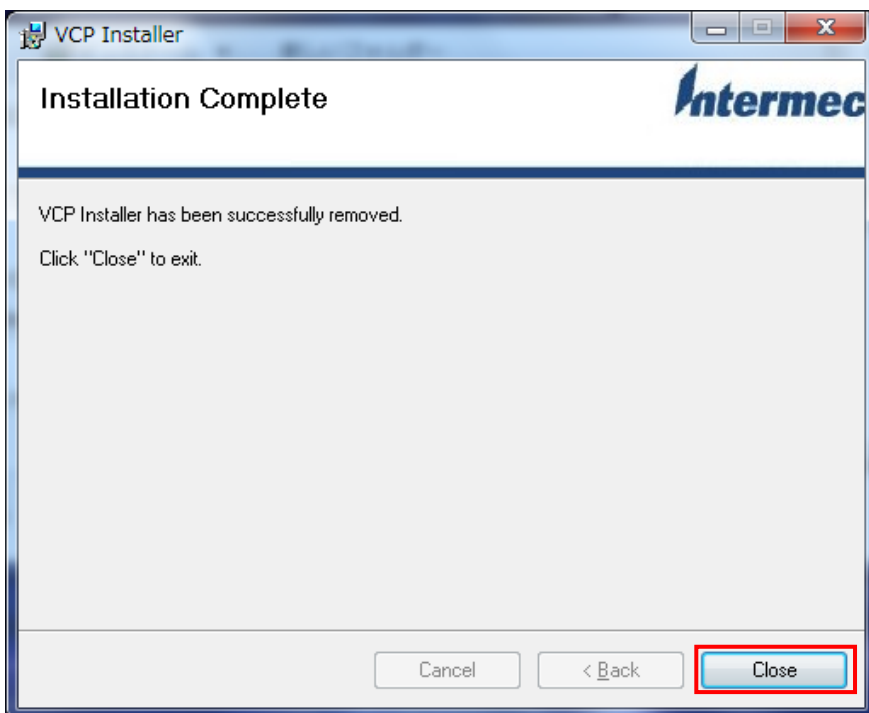 VCP Installer
Installation Complete
Intermec
VCP Installer has been successfully removed.
Click "Close" to exit.
Cancel
< Back
Close